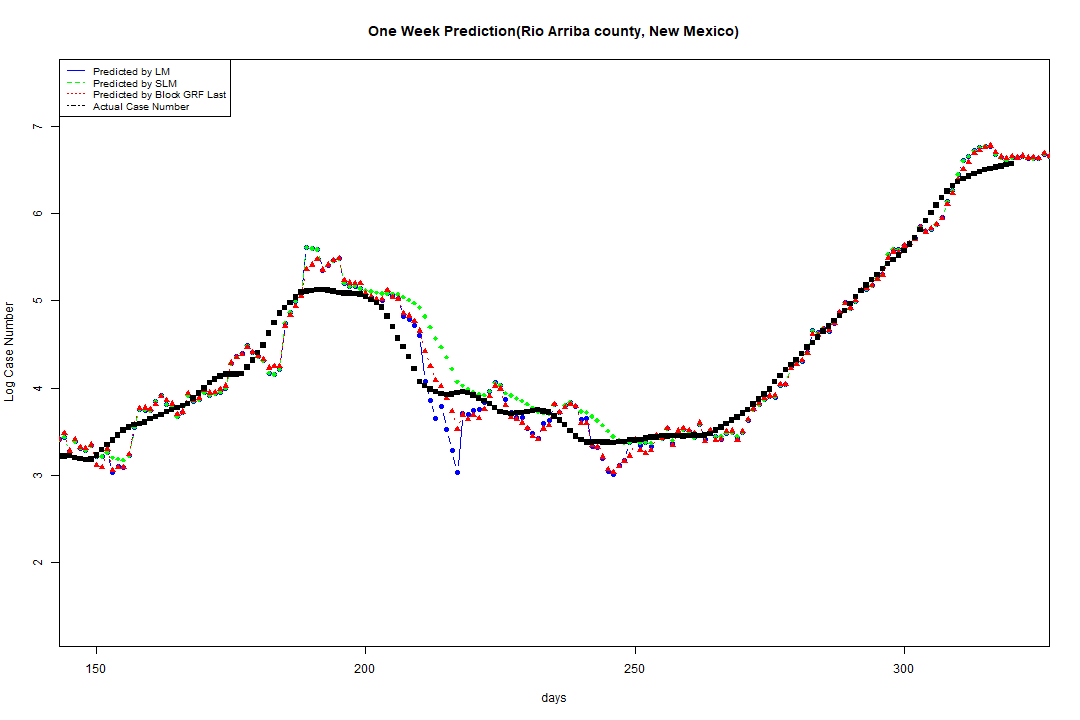 One Week Prediction(Rio Arriba county, New Mexico)
Predicted by LM
Predicted by SLM
Predicted by Block GRF Last
Actual Case Number
7
6
5
4
3
2
Log Case Number
150 200 250 300
days